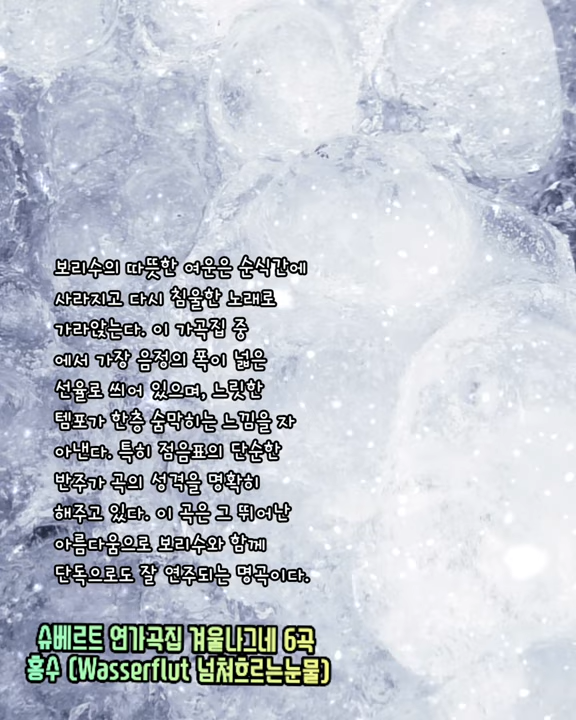 보리수의 따뜻한 여운은 순식간에
사라지고 다시 침울한 노래로
가라앉는다. 이 가곡집 중
에서 가장 음정의 폭이 넓은
선율로 씌어 있으며, 느릿한
템포가 한층 숨막히는 느낌을 자
아낸다. 특히 점음표의 단순한
반주가 곡의 성격을 명확히
해주고 있다. 이 곡은 그 뛰어난
아름다움으로 보리수와 함께
단독으로도 잘 연주되는 명곡이다.
슈베르트 연가곡집 겨울나그네 6곡
홍수 (Wasserflut 넘쳐흐르는눈물)